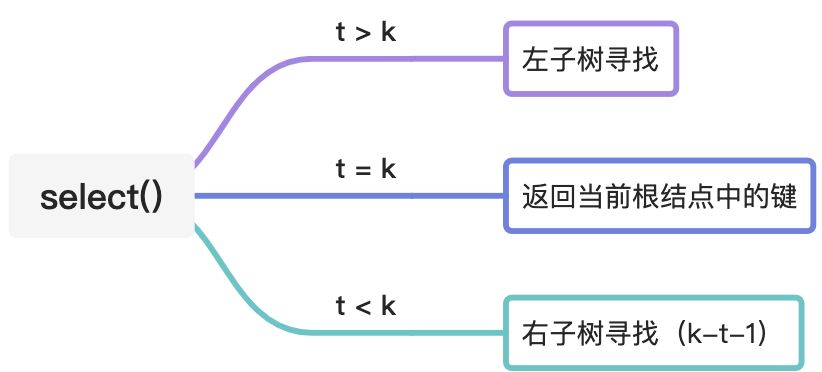 select()
t > k
左子树寻找
t = k
返回当前根结点中的键
t < k
右子树寻找（k-t-1）